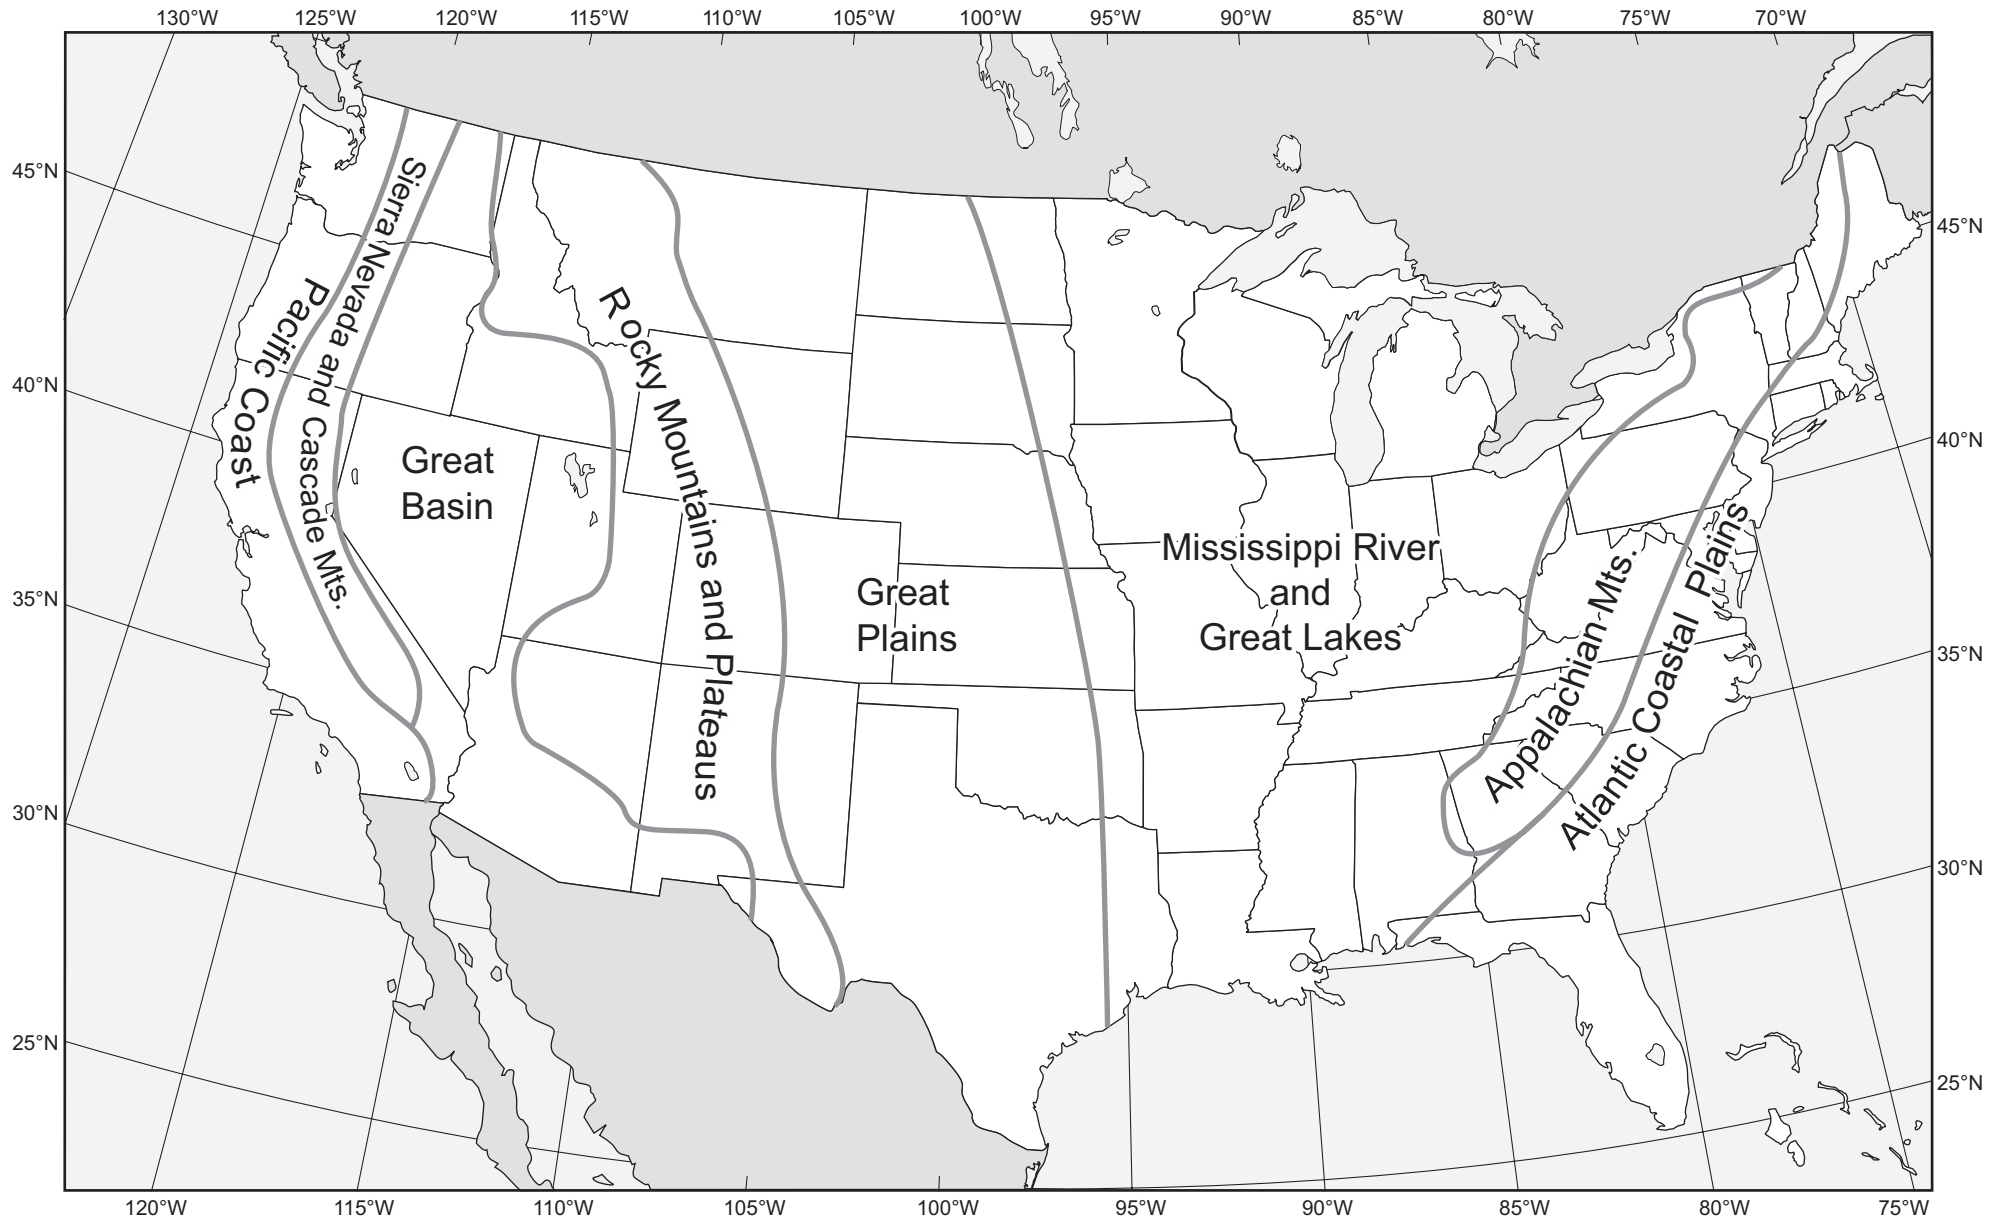 130°W 125°W 120°W 115°W 110°W 105°W 100°W 95°W 90°W 85°W 80°W 75°W 70°W
45°N
40°N
35°N
30°N
25°N
45°N
40°N
35°N
30°N
25°N
Pacific Coast
Sierra Nevada and Cascade Mts.
Great
Basin
Rocky Mountains and Plateaus
Great
Plains
Mississippi River
and
Great Lakes
Appalachian Mts.
Atlantic Coastal Plains
120°W 115°W 110°W 105°W 100°W 95°W 90°W 85°W 80°W 75°W